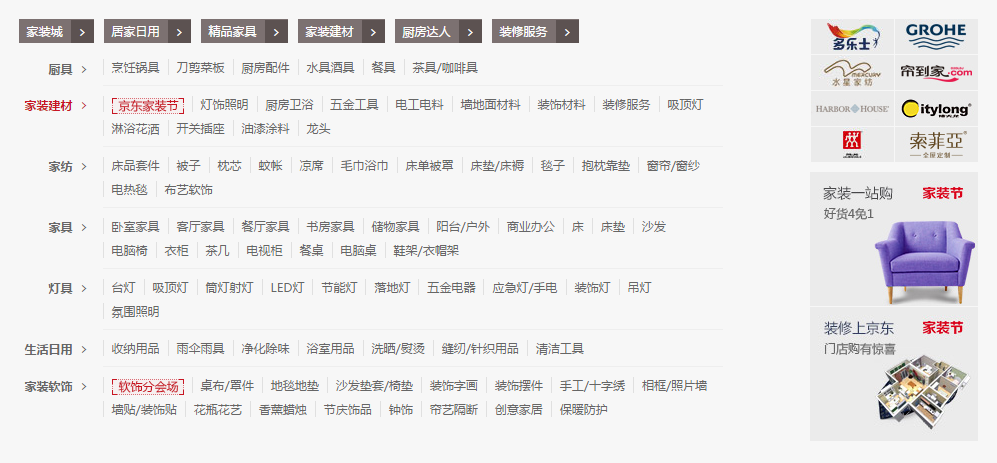 家装城 > 居家日用 > 精品家具 > 家装建材 > 厨房达人 > 装修服务 >
厨具 > 烹饪锅具 刀剪菜板 厨房配件 水具酒具 餐具 茶具/咖啡具
家装建材 > 京东家装节 灯饰照明 厨房卫浴 五金工具 电工电料 墙地面材料 装饰材料 装修服务 吸顶灯
淋浴花洒 开关插座 油漆涂料 龙头
家纺 > 床品套件 被子 枕芯 蚊帐 凉席 毛巾浴巾 床单被罩 床垫/床褥 毯子 抱枕靠垫 窗帘/窗纱
电热毯 布艺软饰
家具 > 卧室家具 客厅家具 餐厅家具 书房家具 储物家具 阳台/户外 商业办公 床 床垫 沙发
电脑椅 衣柜 茶几 电视柜 餐桌 电脑桌 鞋架/衣帽架
灯具 > 台灯 吸顶灯 筒灯射灯 LED灯 节能灯 落地灯 五金电器 应急灯/手电 装饰灯 吊灯
氛围照明
生活日用 > 收纳用品 雨伞雨具 净化除味 浴室用品 洗晒/熨烫 缝纫/针织用品 清洁工具
家装软饰 > 软饰分会场 桌布/罩件 地毯地垫 沙发垫套/椅垫 装饰字画 装饰摆件 手工/十字绣 相框/照片墙
墙贴/装饰贴 花瓶花艺 香薰蜡烛 节庆饰品 钟饰 帘艺隔断 创意家居 保暖防护
多乐士 GROHE
MERCURY
水星家纺 帘到家.com
HARBOR HOUSE Citylong
索菲亞
全屋定制
家装一站购 家装节
好货4免1
装修上京东 家装节
门店购有惊喜